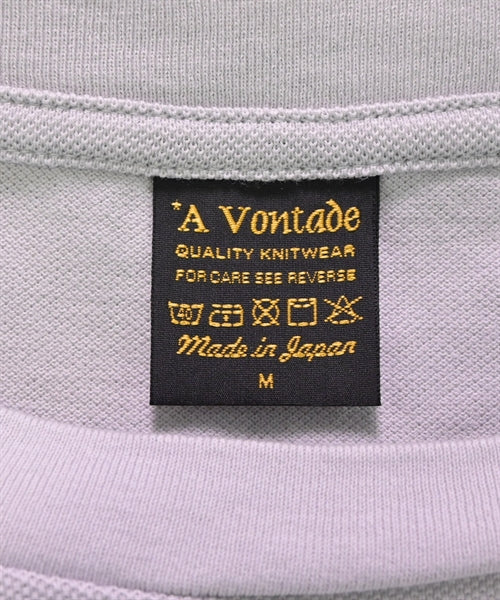 *A Vontade
QUALITY KNITWEAR
FOR CARE SEE REVERSE
40
Made in Japan
M